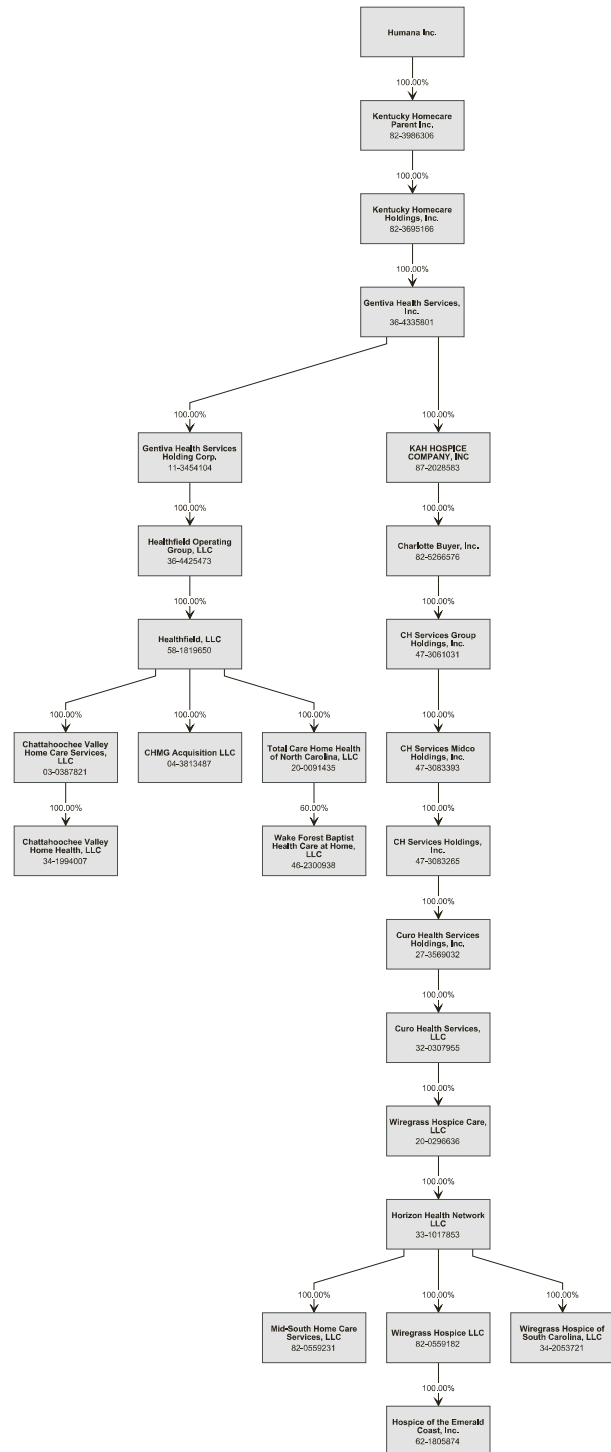 Humana Inc.
100.00%
Kentucky Homecare
Parent Inc.
82-3986306
100.00%
Kentucky Homecare
Holdings, Inc.
82-3695166
100.00%
Gentiva Health Services,
Inc.
36-4335801
100.00%
100.00%
Gentiva Health Services
Holding Corp.
11-3454104
KAH HOSPICE
COMPANY, INC
87-2028583
100.00%
100.00%
Healthfield Operating
Group, LLC
36-4425473
Charlotte Buyer, Inc.
82-5266576
100.00%
100.00%
Healthfield, LLC
58-1819650
CH Services Group
Holdings, Inc.
47-3061031
100.00%
100.00%
100.00%
100.00%
Chattahoochee Valley
Home Care Services,
LLC
03-0387821
CHMG Acquisition LLC
04-3813487
Total Care Home Health
of North Carolina, LLC
20-0091435
CH Services Midco
Holdings, Inc.
47-3083393
100.00%
60.00%
100.00%
Chattahoochee Valley
Home Health, LLC
34-1994007
Wake Forest Baptist
Health Care at Home,
LLC
46-2300938
CH Services Holdings,
Inc.
47-3083265
100.00%
Curo Health Services
Holdings, Inc.
27-3569032
100.00%
Curo Health Services,
LLC
32-0307955
100.00%
Wiregrass Hospice Care,
LLC
20-0296636
100.00%
Horizon Health Network
LLC
33-1017853
100.00%
100.00%
100.00%
Mid-South Home Care
Services, LLC
82-0559231
Wiregrass Hospice LLC
82-0559182
Wiregrass Hospice of
South Carolina, LLC
34-2053721
100.00%
Hospice of the Emerald
Coast, Inc.
62-1805874